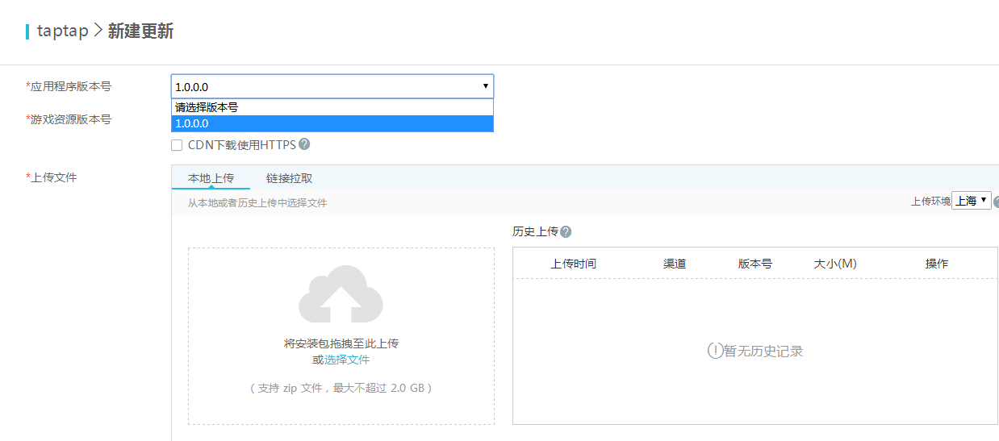 taptap > 新建更新
*应用程序版本号
1.0.0.0
请选择版本号
1.0.0.0
*游戏资源版本号
CDN下载使用HTTPS ?
*上传文件
本地上传 链接拉取
从本地或者历史上传中选择文件
上传环境 上海
历史上传 ?
上传时间 渠道 版本号 大小(M) 操作
将安装包拖拽至此上传
或选择文件
(支持 zip 文件，最大不超过 2.0 GB)
暂无历史记录